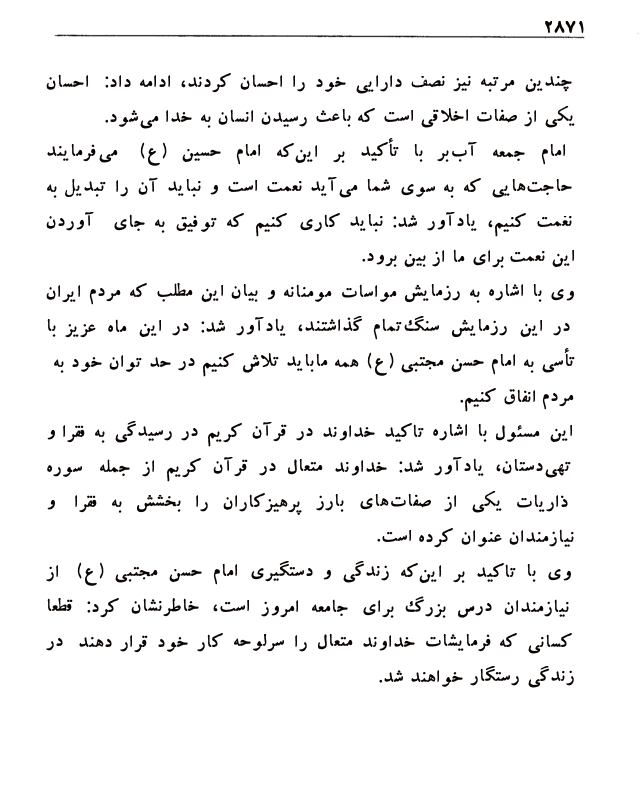 ۲۸۷۱
چندین مرتبه نیز نصف دارایی خود را احسان کردند، ادامه داد: احسان
یکی از صفات اخلاقی است که باعث رسیدن انسان به خدا می‌شود.
امام جمعه آب‌بر با تأکید بر این‌که امام حسین (ع) می‌فرمایند
حاجت‌هایی که به سوی شما می‌آید نعمت است و نباید آن را تبدیل به
نغمت کنیم، یادآور شد: نباید کاری کنیم که توفیق به جای آوردن
این نعمت برای ما از بین برود.
وی با اشاره به رزمایش مواسات مومنانه و بیان این مطلب که مردم ایران
در این رزمایش سنگ‌تمام گذاشتند، یادآور شد: در این ماه عزیز با
تأسی به امام حسن مجتبی (ع) همه ماباید تلاش کنیم در حد توان خود به
مردم انفاق کنیم.
این مسئول با اشاره تاکید خداوند در قرآن کریم در رسیدگی به فقرا و
تهی‌دستان، یادآور شد: خداوند متعال در قرآن کریم از جمله سوره
ذاریات یکی از صفات‌های بارز پرهیزکاران را بخشش به فقرا و
نیازمندان عنوان کرده است.
وی با تاکید بر این‌که زندگی و دستگیری امام حسن مجتبی (ع) از
نیازمندان درس بزرگ برای جامعه امروز است، خاطرنشان کرد: قطعا
کسانی که فرمایشات خداوند متعال را سرلوحه کار خود قرار دهند در
زندگی رستگار خواهند شد.